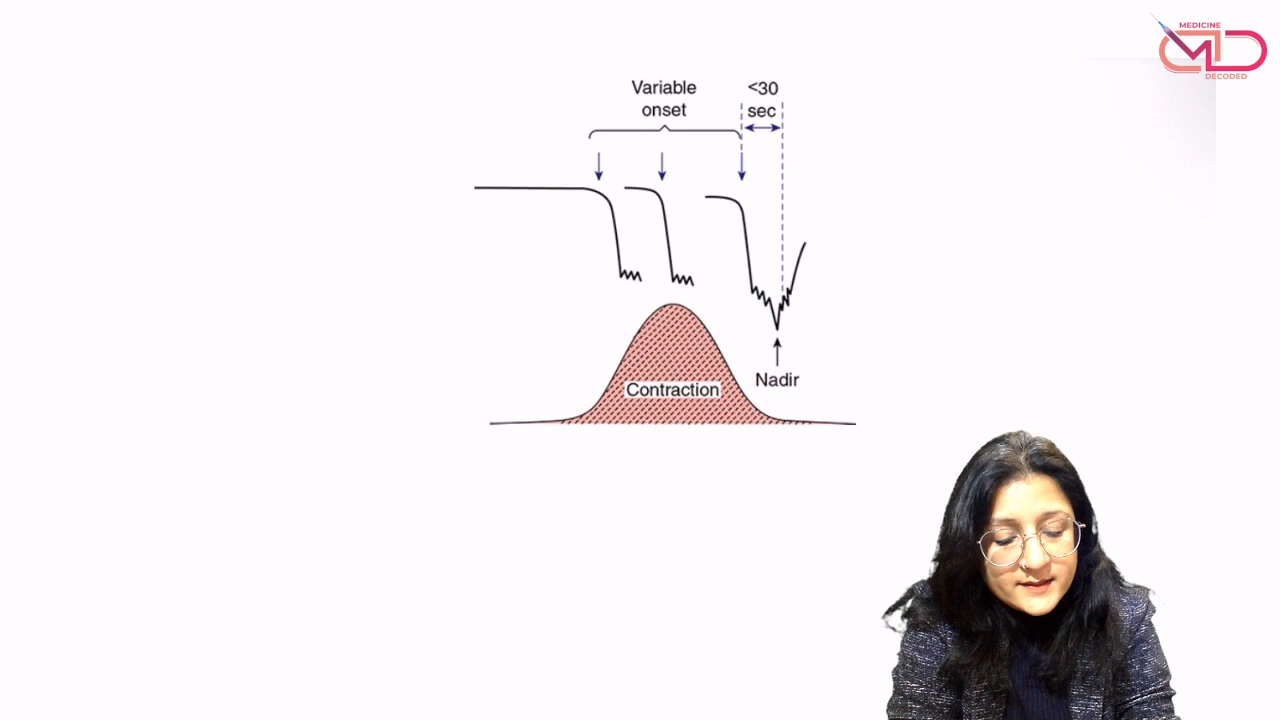 MEDICINE
DECODED
Variable
onset
<30
sec
Contraction
Nadir